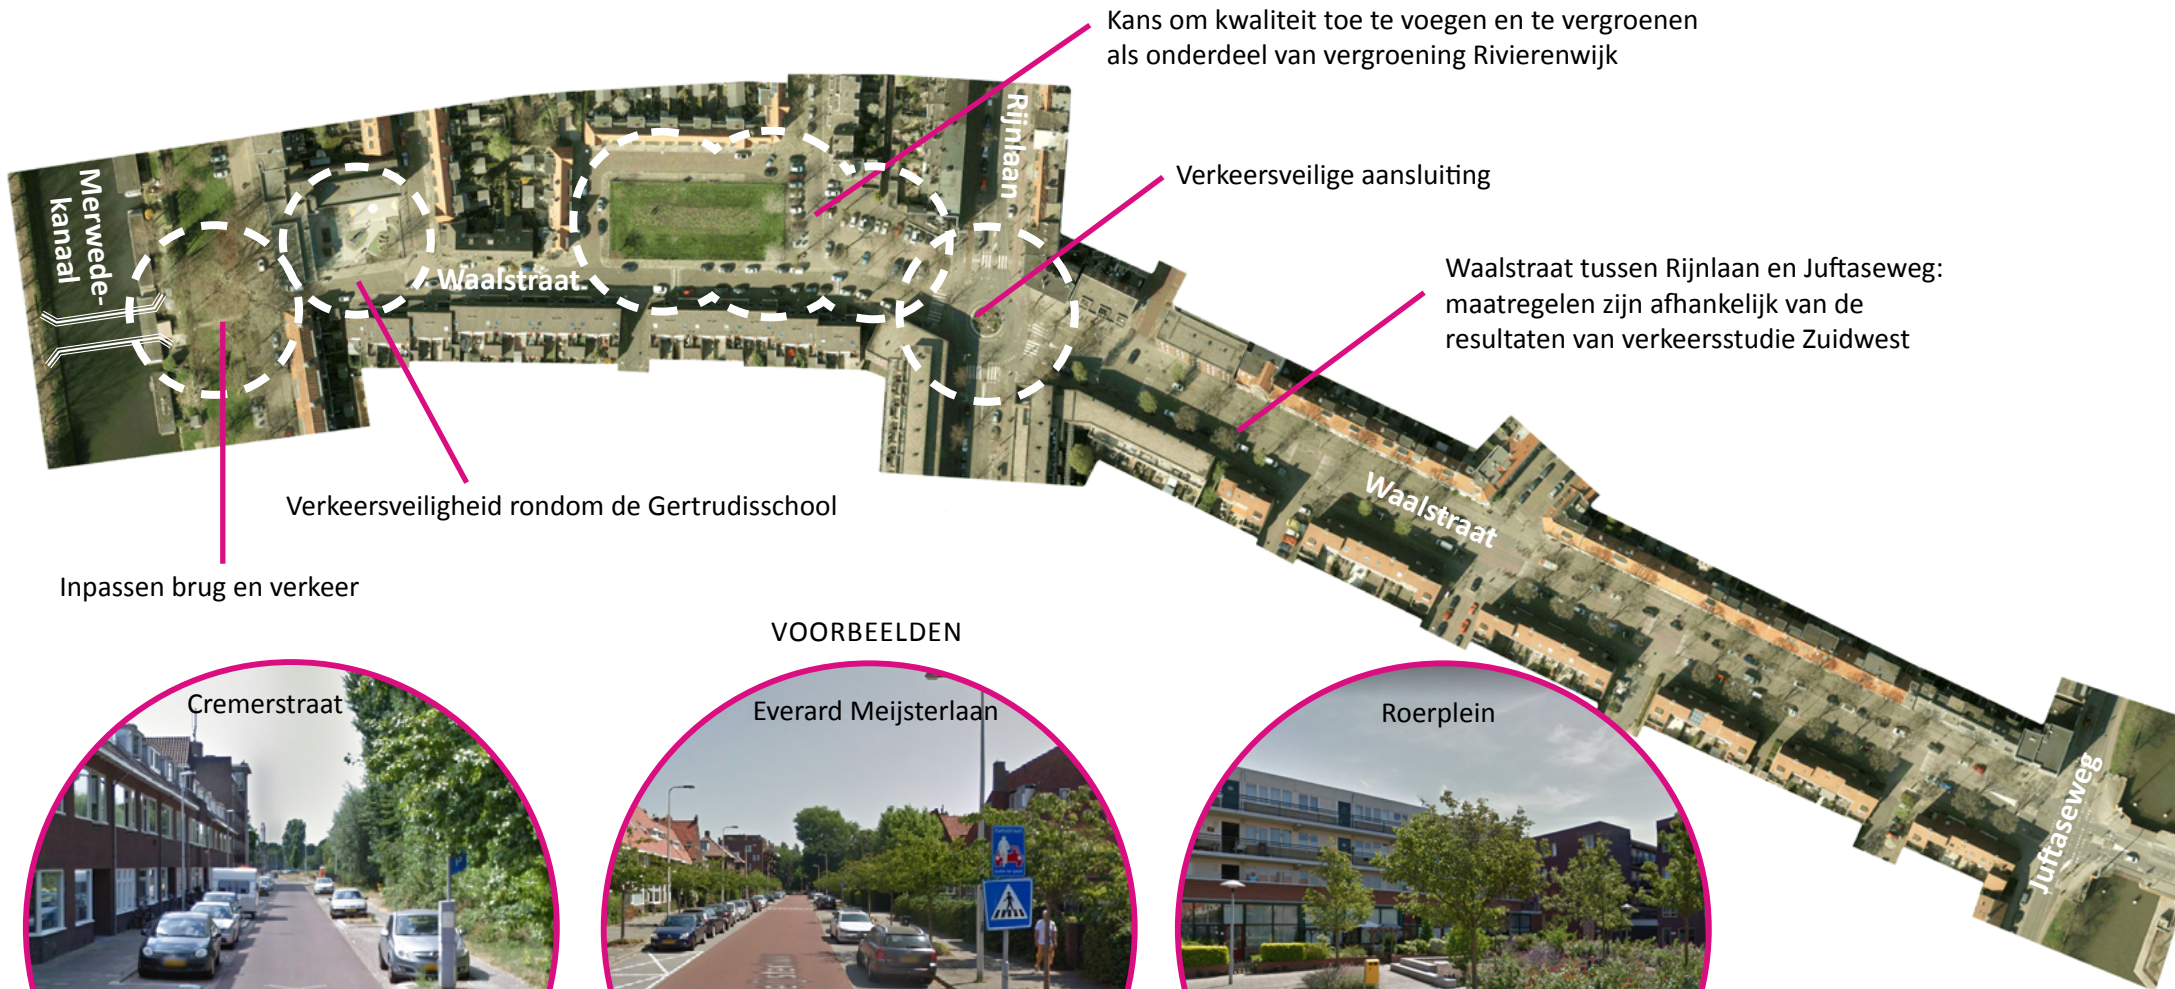 Kans om kwaliteit toe te voegen en te vergroenen
als onderdeel van vergroening Rivierenwijk
Rijnlaan
Verkeersveilige aansluiting
Merwede-
kanaal
Waalstraat
Waalstraat tussen Rijnlaan en Juftaseweg:
maatregelen zijn afhankelijk van de
resultaten van verkeersstudie Zuidwest
Verkeersveiligheid rondom de Gertrudisschool
Waalstraat
Inpassen brug en verkeer
Juftaseweg
VOORBEELDEN
Cremerstraat
Everard Meijsterlaan
Roerplein